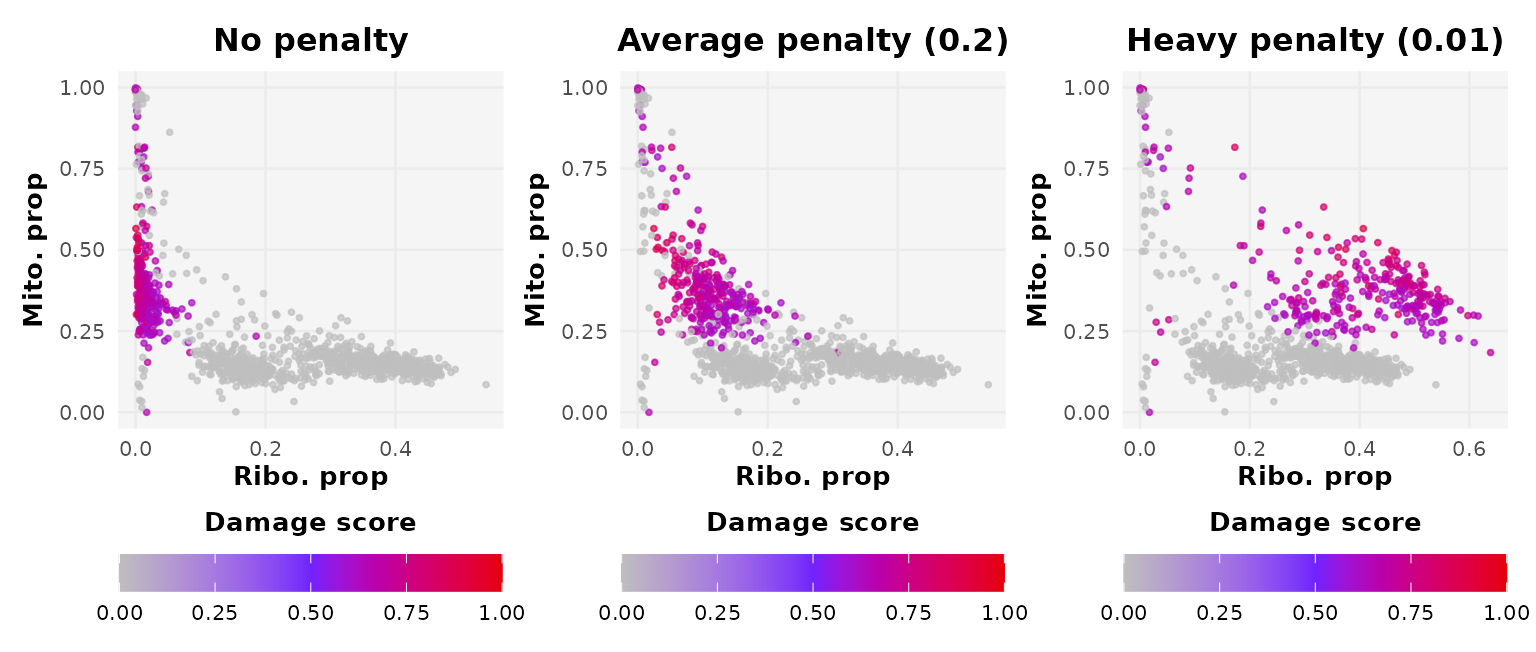 No penalty
Average penalty (0.2)
Heavy penalty (0.01)
Mito. prop
1.00
0.75
0.50
0.25
0.00
0.0 0.2 0.4
Ribo. prop
Mito. prop
1.00
0.75
0.50
0.25
0.00
0.0 0.2 0.4
Ribo. prop
Mito. prop
1.00
0.75
0.50
0.25
0.00
0.0 0.2 0.4 0.6
Ribo. prop
Damage score
0.00 0.25 0.50 0.75 1.00
Damage score
0.00 0.25 0.50 0.75 1.00
Damage score
0.00 0.25 0.50 0.75 1.00